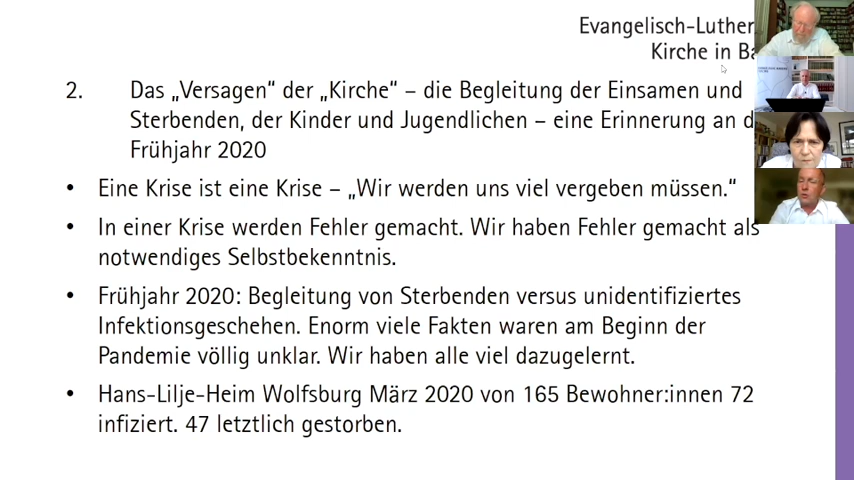 Evangelisch-Luther
Kirche in Ba
2. Das „Versagen“ der „Kirche“ – die Begleitung der Einsamen und
Sterbenden, der Kinder und Jugendlichen – eine Erinnerung an d
Frühjahr 2020
• Eine Krise ist eine Krise – „Wir werden uns viel vergeben müssen.“
• In einer Krise werden Fehler gemacht. Wir haben Fehler gemacht als
notwendiges Selbstbekenntnis.
• Frühjahr 2020: Begleitung von Sterbenden versus unidentifiziertes
Infektionsgeschehen. Enorm viele Fakten waren am Beginn der
Pandemie völlig unklar. Wir haben alle viel dazugelernt.
• Hans-Lilje-Heim Wolfsburg März 2020 von 165 Bewohner:innen 72
infiziert. 47 letztlich gestorben.